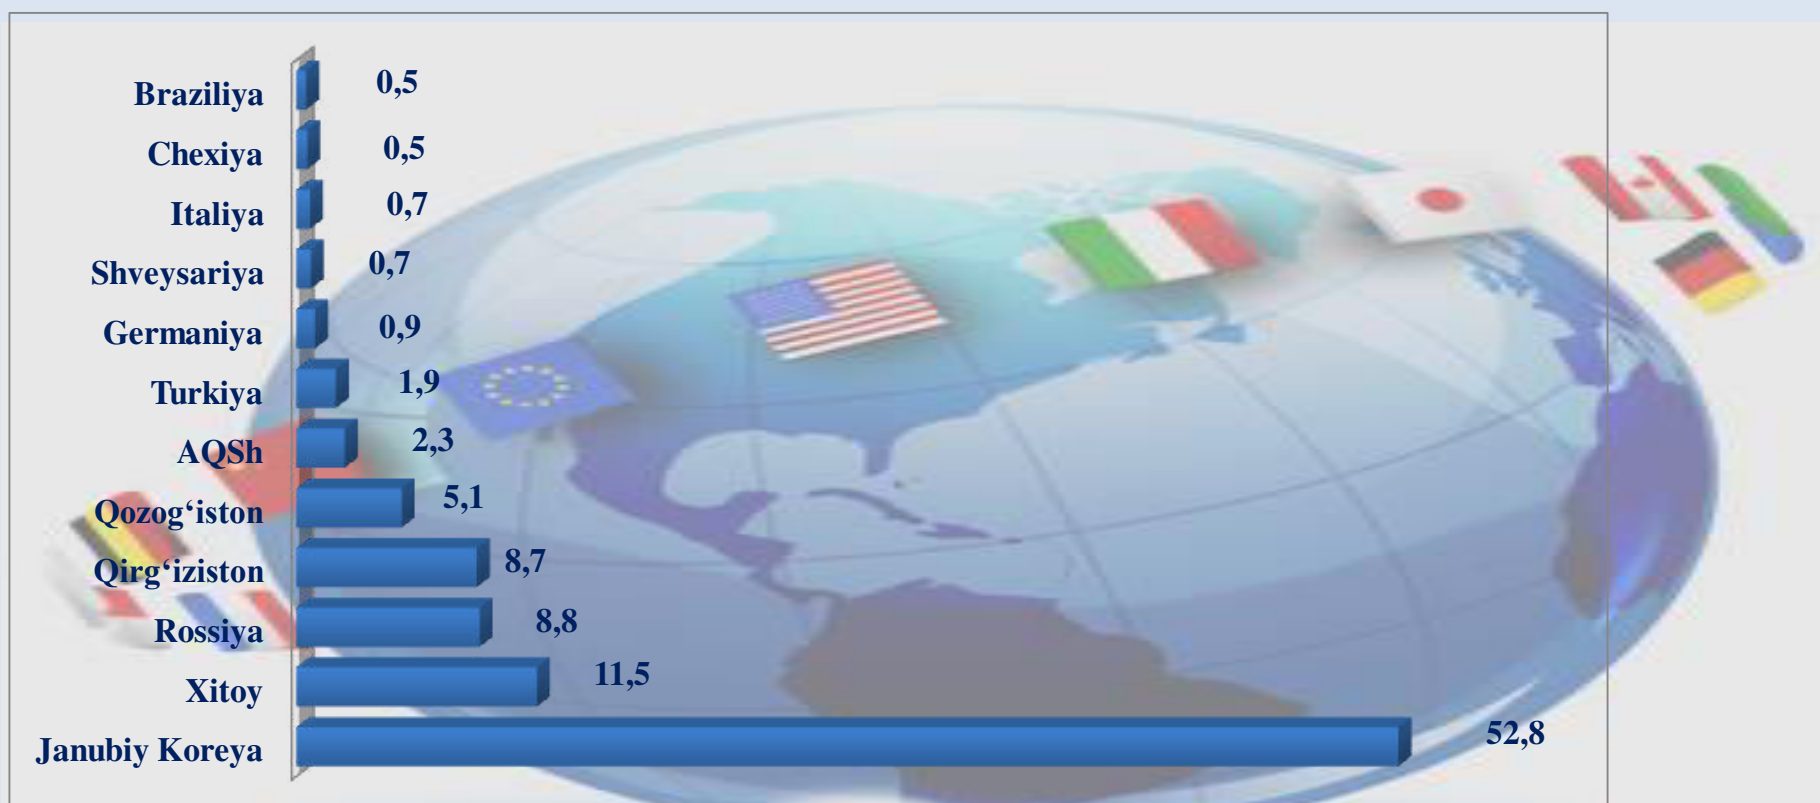 Braziliya 0,5
Chexiya 0,5
Italiya 0,7
Shveysariya 0,7
Germaniya 0,9
Turkiya 1,9
AQSh 2,3
Qozog‘iston 5,1
Qirg‘iziston 8,7
Rossiya 8,8
Xitoy 11,5
Janubiy Koreya 52,8